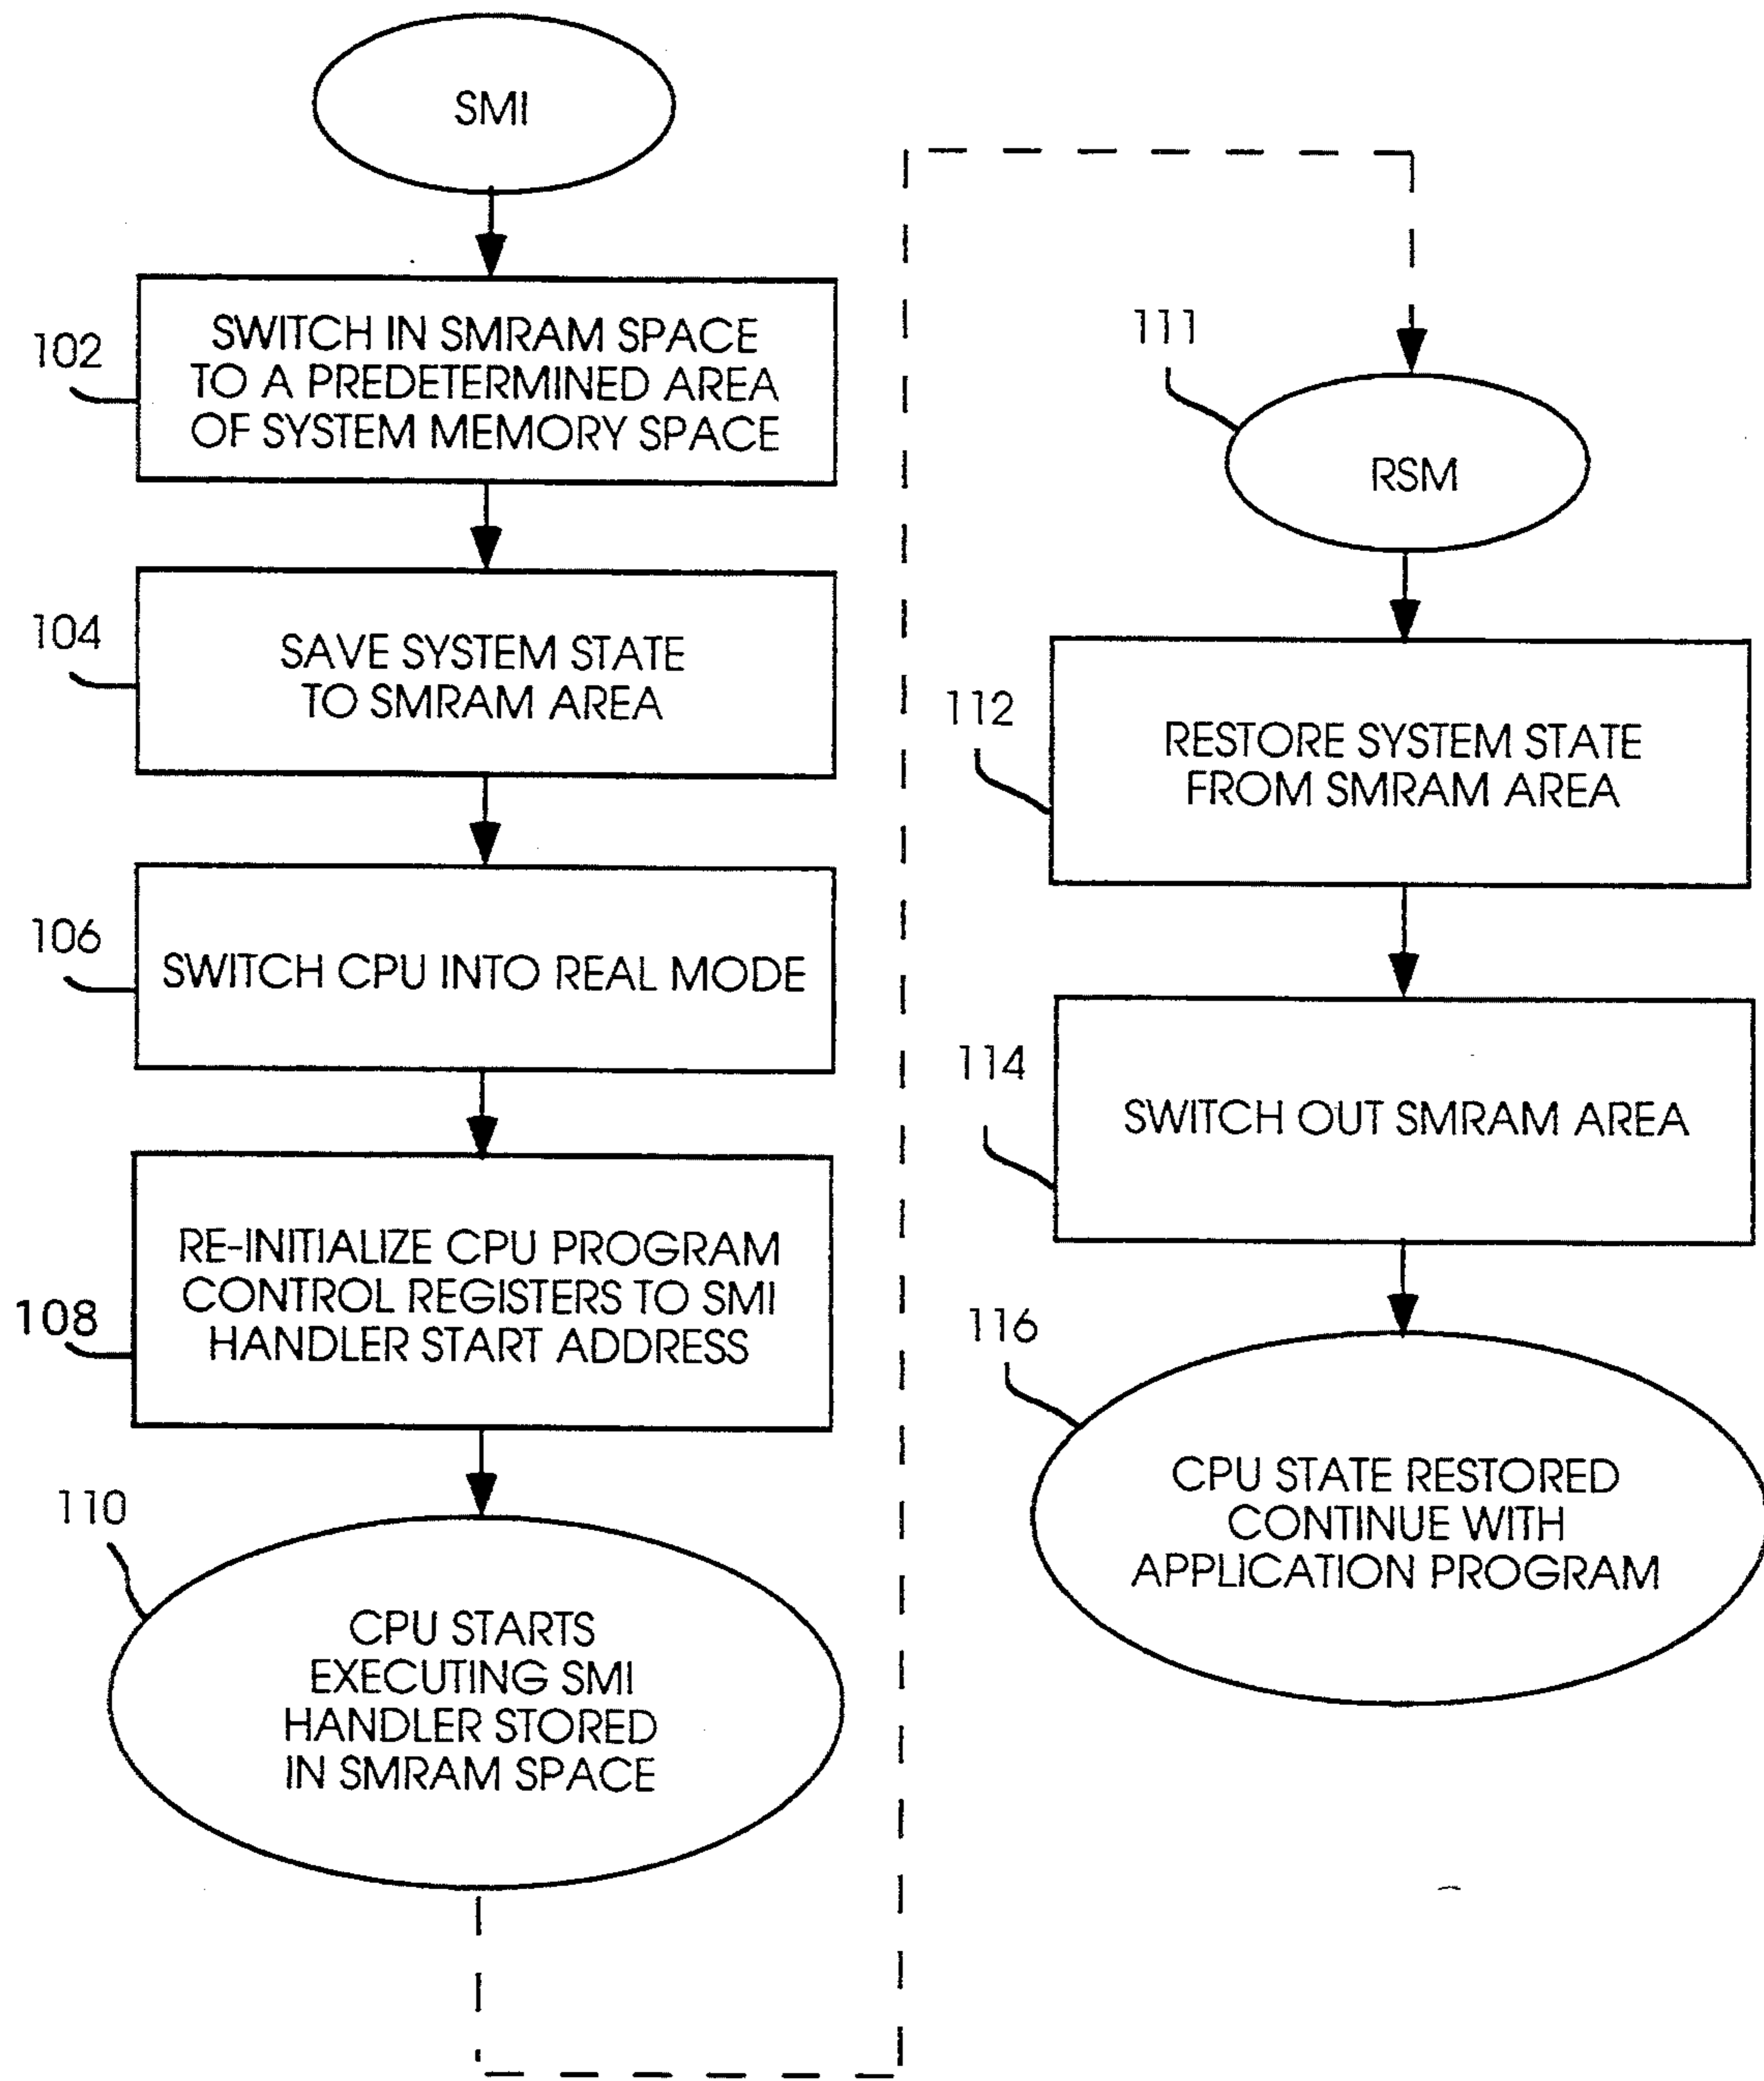 SMI
102
SWITCH IN SMRAM SPACE
TO A PREDETERMINED AREA
OF SYSTEM MEMORY SPACE
104
SAVE SYSTEM STATE
TO SMRAM AREA
106
SWITCH CPU INTO REAL MODE
108
RE-INITIALIZE CPU PROGRAM
CONTROL REGISTERS TO SMI
HANDLER START ADDRESS
110
CPU STARTS
EXECUTING SMI
HANDLER STORED
IN SMRAM SPACE
111
RSM
112
RESTORE SYSTEM STATE
FROM SMRAM AREA
114
SWITCH OUT SMRAM AREA
116
CPU STATE RESTORED
CONTINUE WITH
APPLICATION PROGRAM